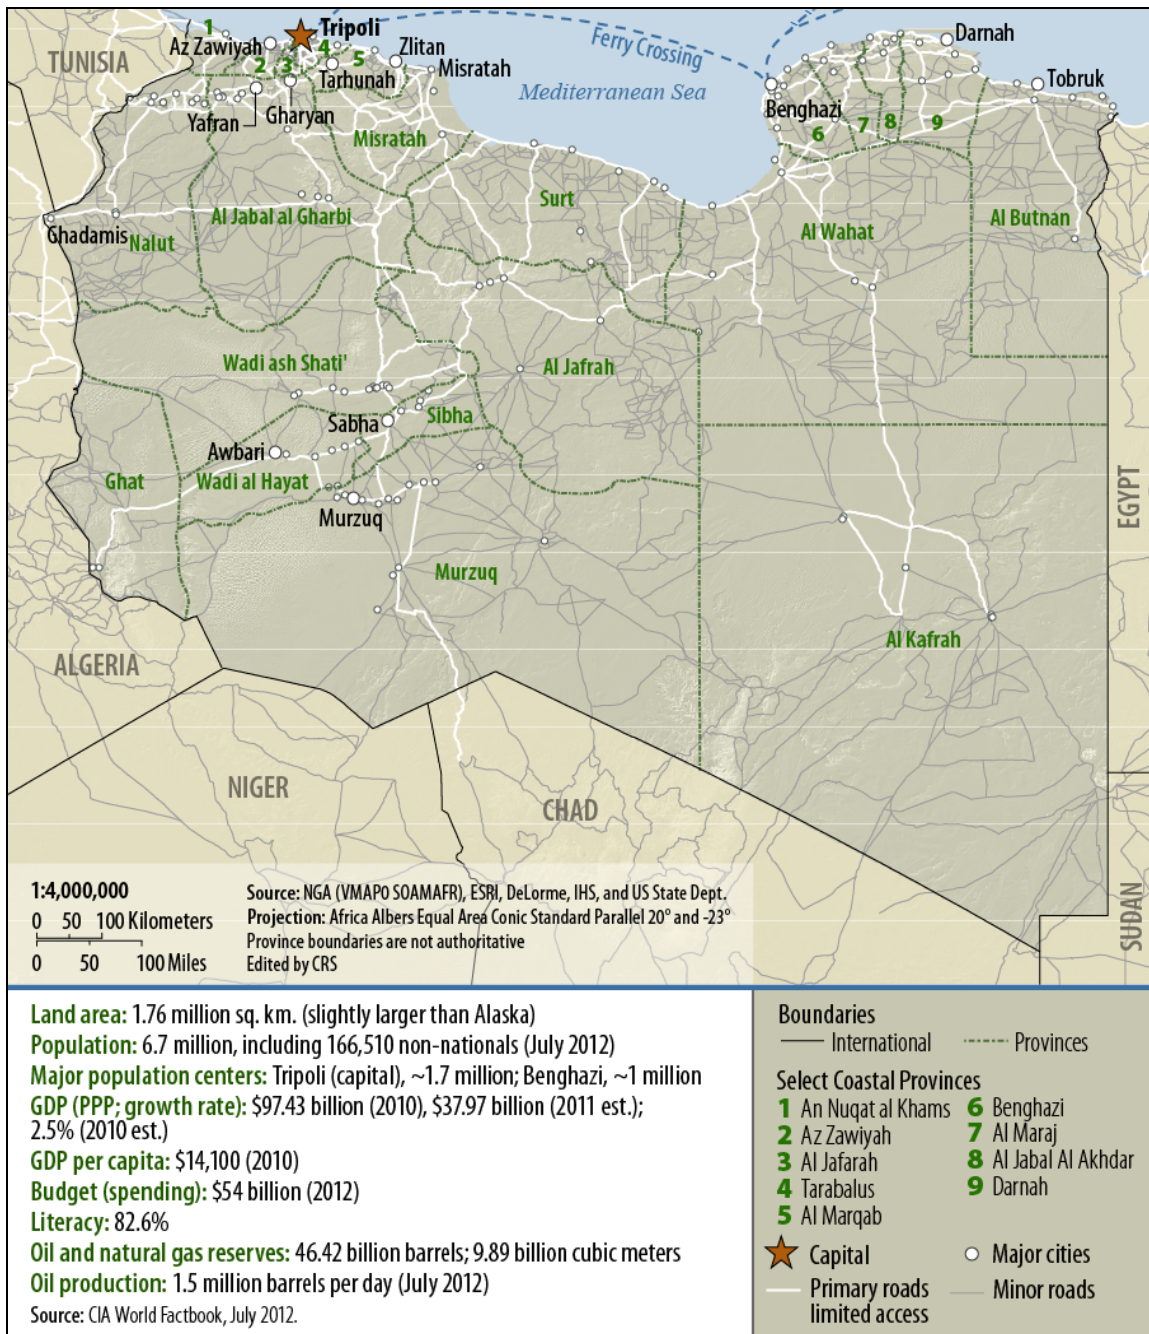 TUNISIA
1
Az Zawiyah
Tripoli
2
3
4
5
Zlitan
Misratah
Tarhunah
Yafran
Gharyan
Misratah
Ferry Crossing
Mediterranean Sea
Darnah
Tobruk
Benghazi
6
7
8
9
Surt
Al Jabal al Gharbi
Ghadamis
Nalut
Al Wahat
Al Butnan
Wadi ash Shati'
Al Jafrah
Sabha
Sibha
Awbari
Ghat
Wadi al Hayat
Murzuq
EGYPT
Murzuq
Al Kafrah
ALGERIA
NIGER
CHAD
SUDAN
1:4,000,000
0 50 100 Kilometers
0 50 100 Miles
Source: NGA (VMAP0 SOAMAFR), ESRI, DeLorme, IHS, and US State Dept.
Projection: Africa Albers Equal Area Conic Standard Parallel 20° and -23°
Province boundaries are not authoritative
Edited by CRS
Land area: 1.76 million sq. km. (slightly larger than Alaska)
Population: 6.7 million, including 166,510 non-nationals (July 2012)
Major population centers: Tripoli (capital), ~1.7 million; Benghazi, ~1 million
GDP (PPP; growth rate): $97.43 billion (2010), $37.97 billion (2011 est.);
2.5% (2010 est.)
GDP per capita: $14,100 (2010)
Budget (spending): $54 billion (2012)
Literacy: 82.6%
Oil and natural gas reserves: 46.42 billion barrels; 9.89 billion cubic meters
Oil production: 1.5 million barrels per day (July 2012)
Source: CIA World Factbook, July 2012.
Boundaries
International
Provinces
Select Coastal Provinces
1 An Nuqat al Khams
2 Az Zawiyah
3 Al Jafarah
4 Tarabalus
5 Al Marqab
6 Benghazi
7 Al Maraj
8 Al Jabal Al Akhdar
9 Darnah
Capital
Major cities
Primary roads
limited access
Minor roads